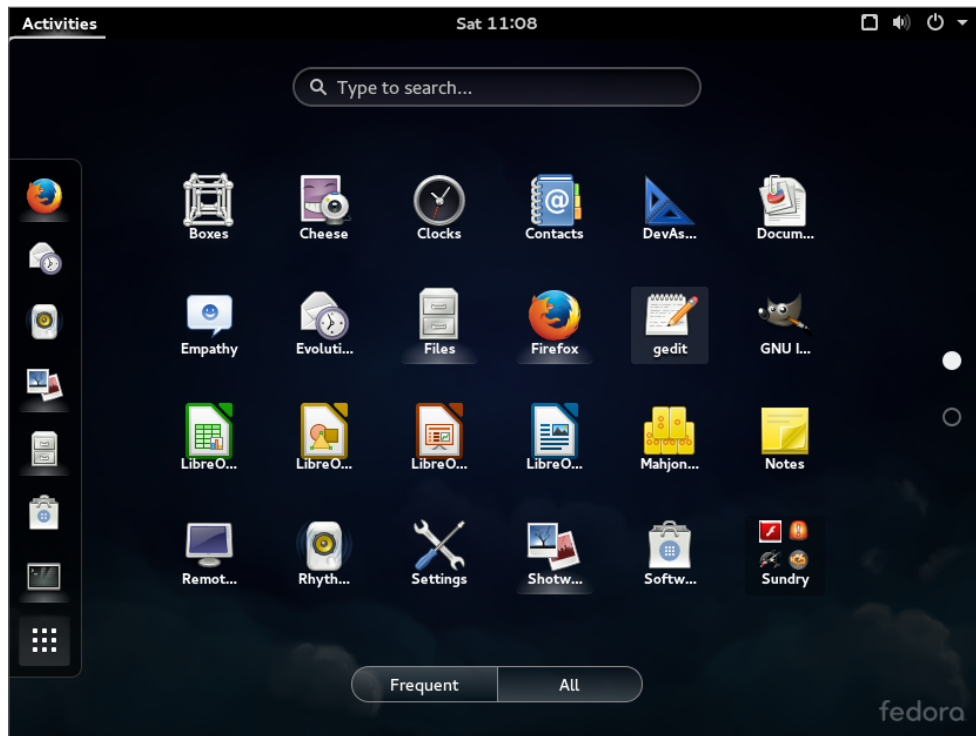 Activities Sat 11:08
Type to search...
Boxes Cheese Clocks Contacts DevAs... Docum...
Empathy Evoluti... Files Firefox gedit GNU I...
LibreO... LibreO... LibreO... LibreO... Mahjon... Notes
Remot... Rhyth... Settings Shotw... Softw... Sundry
Frequent All
fedora